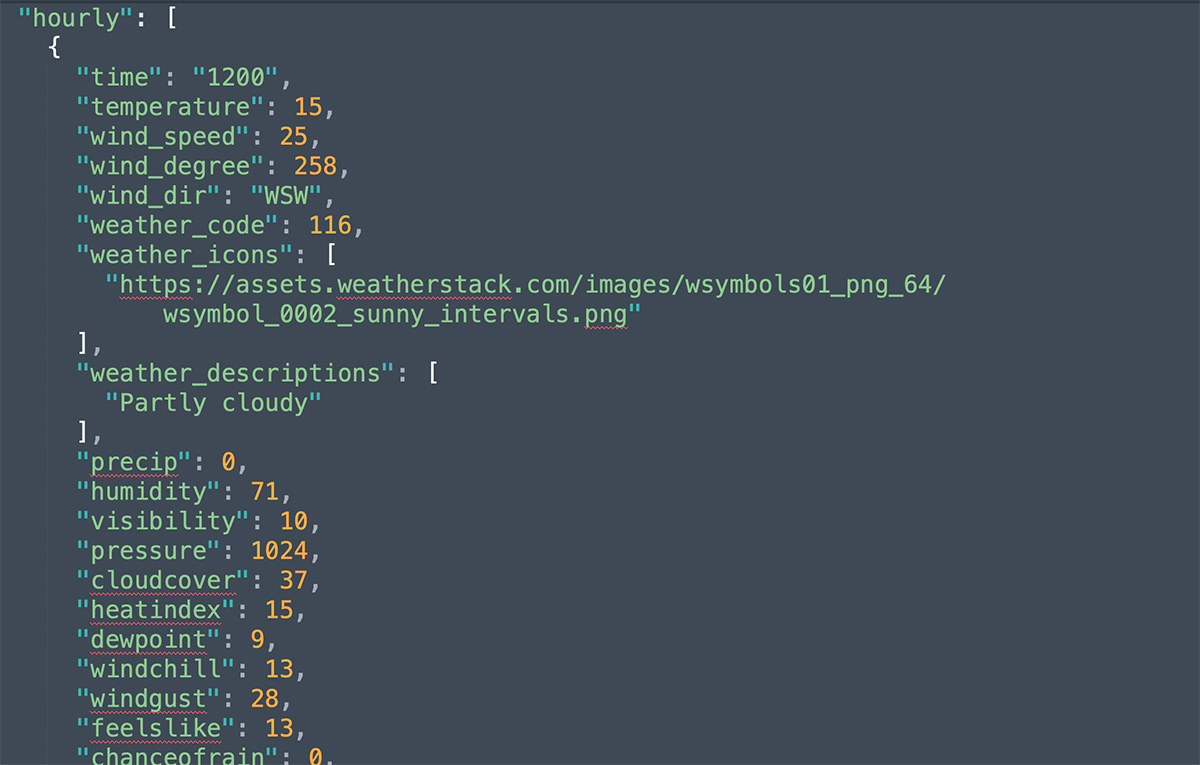 "hourly": [
{
"time": "1200",
"temperature": 15,
"wind_speed": 25,
"wind_degree": 258,
"wind_dir": "WSW",
"weather_code": 116,
"weather_icons": [
"https://assets.weatherstack.com/images/wsymbols01_png_64/
wsymbol_0002_sunny_intervals.png"
],
"weather_descriptions": [
"Partly cloudy"
],
"precip": 0,
"humidity": 71,
"visibility": 10,
"pressure": 1024,
"cloudcover": 37,
"heatindex": 15,
"dewpoint": 9,
"windchill": 13,
"windgust": 28,
"feelslike": 13,
"chanceofrain": 0,